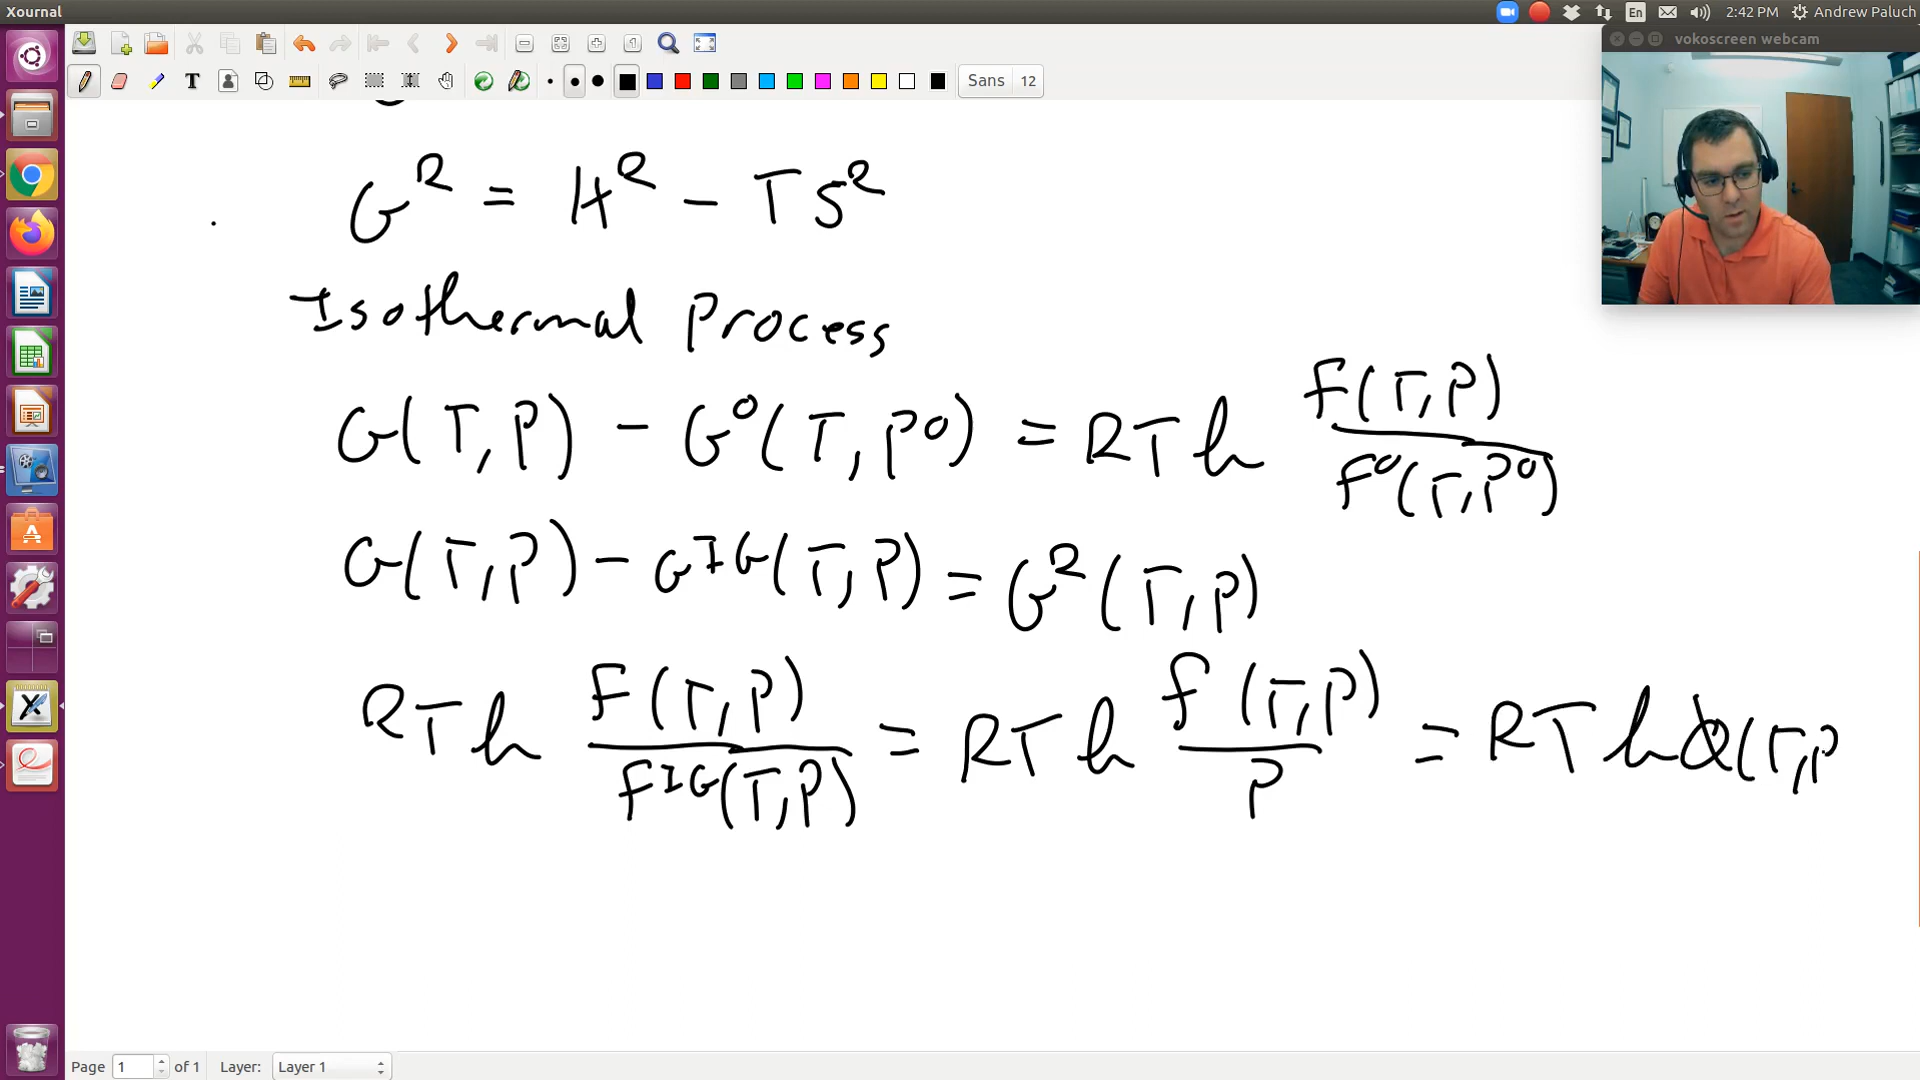 Xournal
En 2:42 PM Andrew Paluch
vokoscreen webcam
T Sans 12
G^R = H^R - T S^R
Isothermal Process
G(T,P) - G^o(T,P^o) = RT ln f(T,P) / f^o(T,P^o)
G(T,P) - G^IG(T,P) = G^R(T,P)
RT ln f(T,P) / f^IG(T,P) = RT ln f(T,P) / P = RT ln ϕ(T,P
Page 1 of 1 Layer: Layer 1